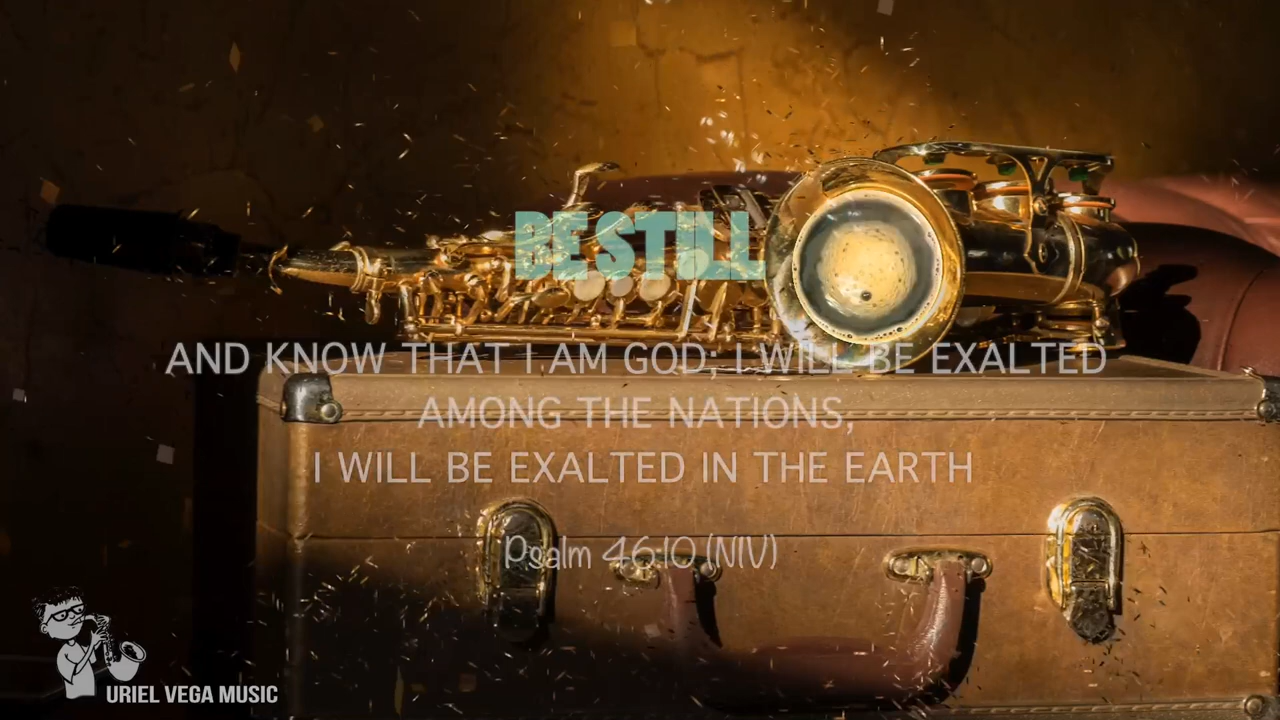 BE STILL
AND KNOW THAT I AM GOD; I WILL BE EXALTED
AMONG THE NATIONS,
I WILL BE EXALTED IN THE EARTH
Psalm 46:10 (NIV)
URIEL VEGA MUSIC